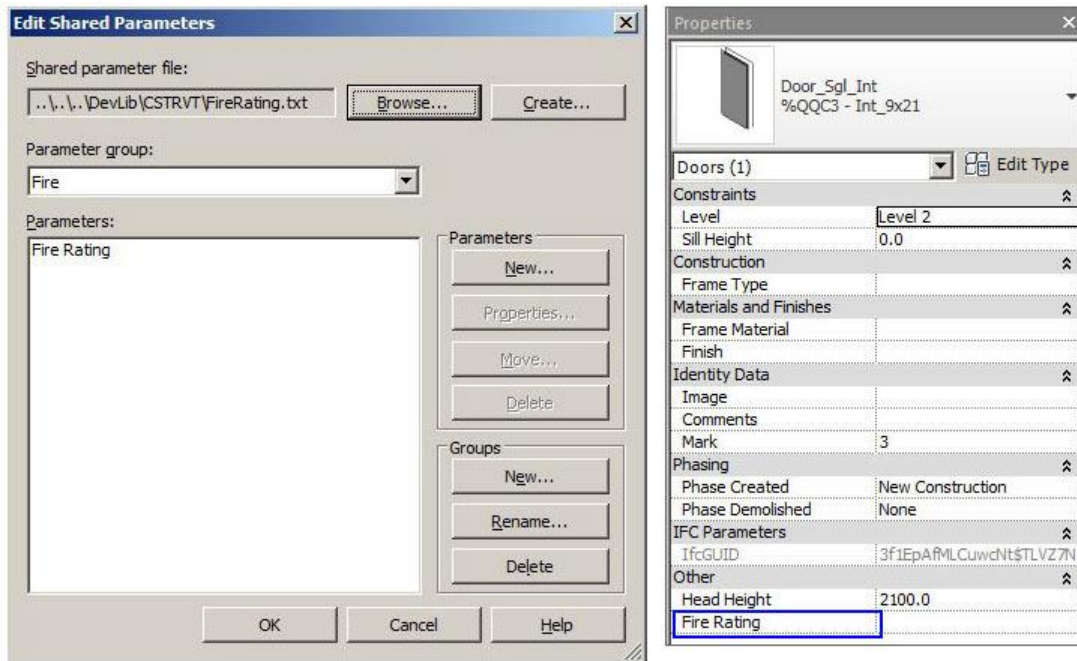 Edit Shared Parameters
Shared parameter file:
..\..\..\DevLib\CSTRVT\FireRating.txt
Browse...
Create...
Parameter group:
Fire
Parameters:
Fire Rating
Parameters
New...
Properties...
Move...
Delete
Groups
New...
Rename...
Delete
OK
Cancel
Help
Properties
Door_Sgl_Int
%QQC3 - Int_9x21
Doors (1)
Edit Type
Constraints
Level Level 2
Sill Height 0.0
Construction
Frame Type
Materials and Finishes
Frame Material
Finish
Identity Data
Image
Comments
Mark 3
Phasing
Phase Created New Construction
Phase Demolished None
IFC Parameters
IfcGUID 3f1EpAfMLCuwcNt$TLVZ7N
Other
Head Height 2100.0
Fire Rating